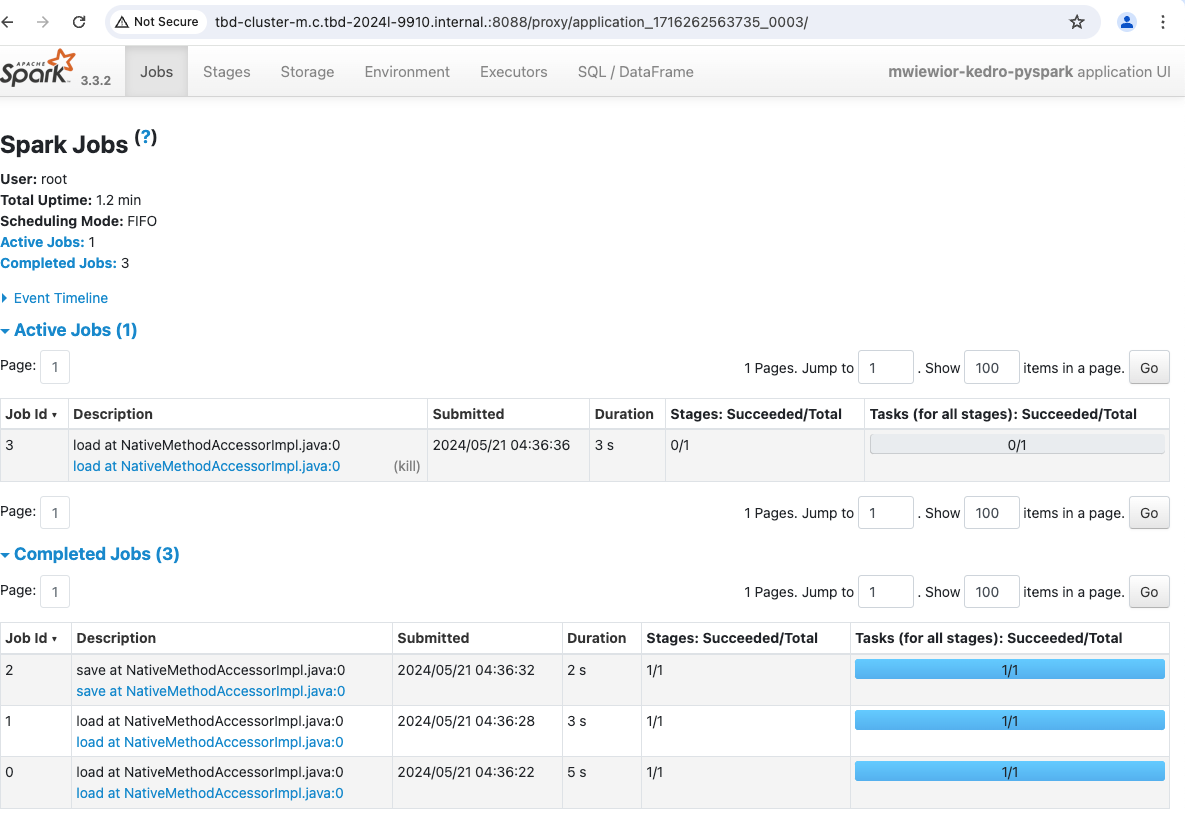 Not Secure tbd-cluster-m.c.tbd-2024l-9910.internal.:8088/proxy/application_1716262563735_0003/
APACHE Spark 3.3.2 Jobs Stages Storage Environment Executors SQL / DataFrame mwiewior-kedro-pyspark application UI
Spark Jobs (?)
User: root
Total Uptime: 1.2 min
Scheduling Mode: FIFO
Active Jobs: 1
Completed Jobs: 3
Event Timeline
Active Jobs (1)
Page: 1 1 Pages. Jump to 1 . Show 100 items in a page. Go
Job Id ▾ Description Submitted Duration Stages: Succeeded/Total Tasks (for all stages): Succeeded/Total
3 load at NativeMethodAccessorImpl.java:0 2024/05/21 04:36:36 3 s 0/1 0/1
load at NativeMethodAccessorImpl.java:0 (kill)
Page: 1 1 Pages. Jump to 1 . Show 100 items in a page. Go
Completed Jobs (3)
Page: 1 1 Pages. Jump to 1 . Show 100 items in a page. Go
Job Id ▾ Description Submitted Duration Stages: Succeeded/Total Tasks (for all stages): Succeeded/Total
2 save at NativeMethodAccessorImpl.java:0 2024/05/21 04:36:32 2 s 1/1 1/1
save at NativeMethodAccessorImpl.java:0
1 load at NativeMethodAccessorImpl.java:0 2024/05/21 04:36:28 3 s 1/1 1/1
load at NativeMethodAccessorImpl.java:0
0 load at NativeMethodAccessorImpl.java:0 2024/05/21 04:36:22 5 s 1/1 1/1
load at NativeMethodAccessorImpl.java:0